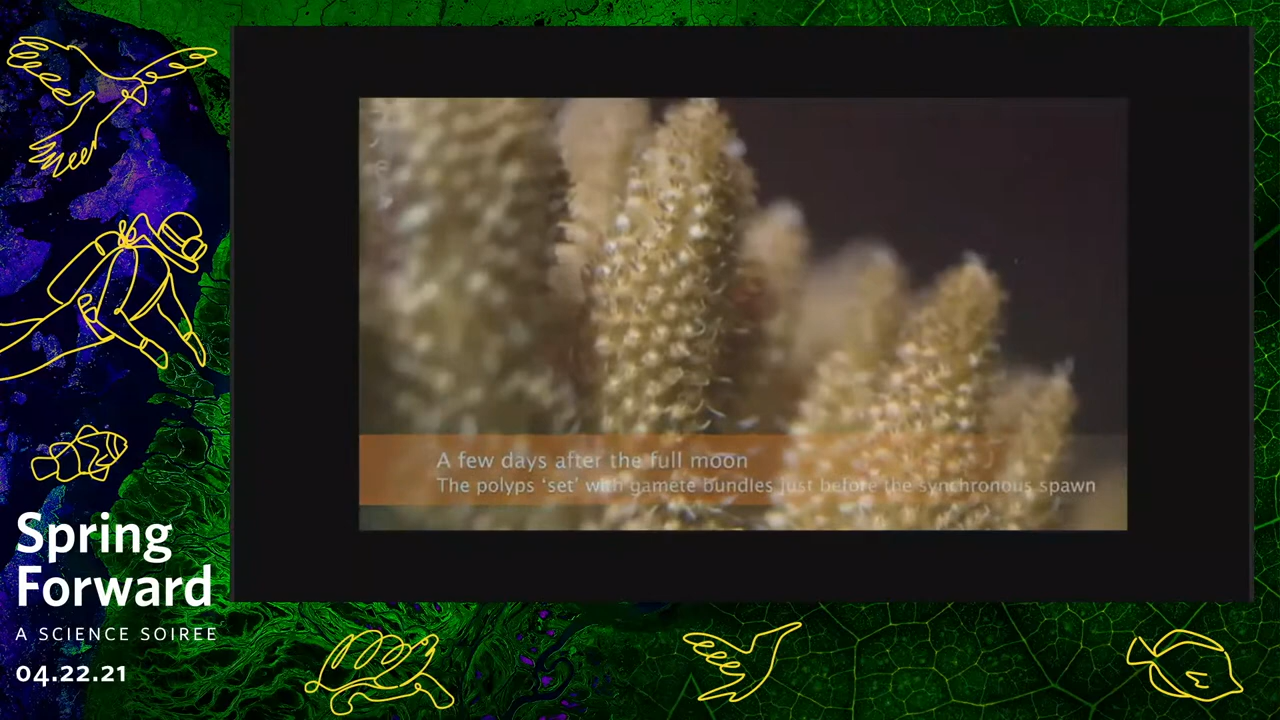 A few days after the full moon
The polyps ‘set’ with gamete bundles just before the synchronous spawn
Spring
Forward
A SCIENCE SOIREE
04.22.21